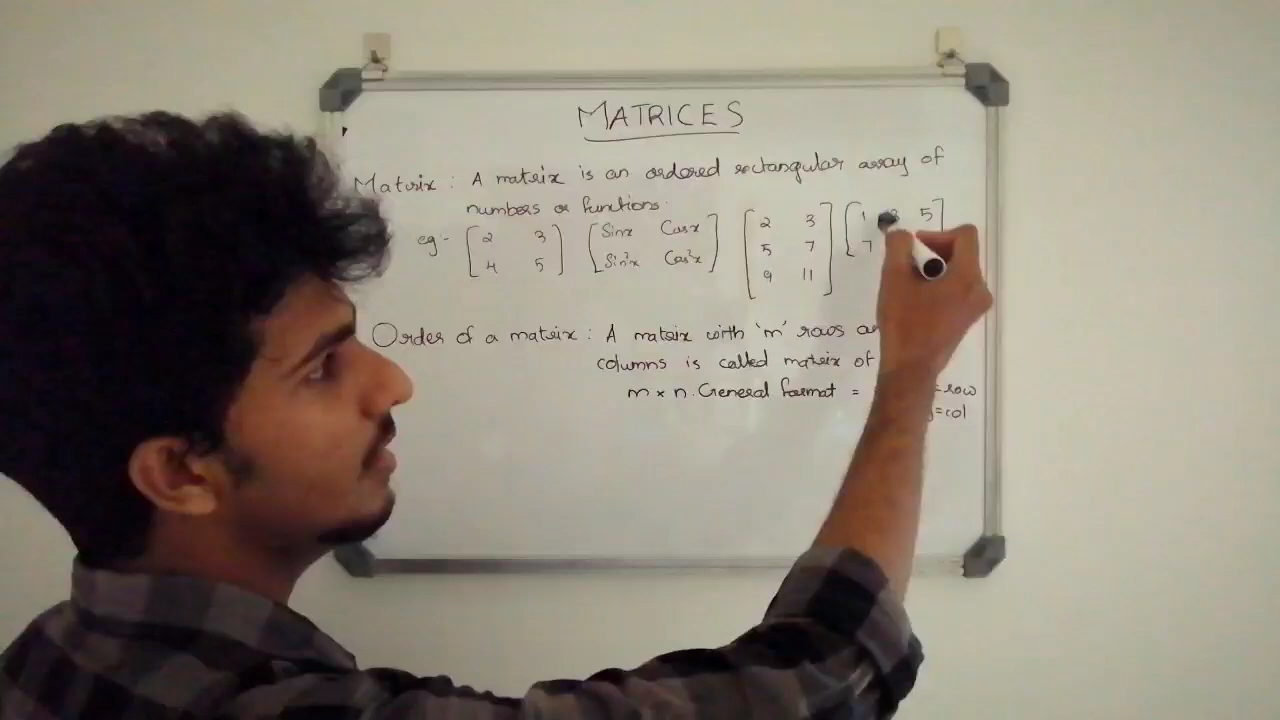 MATRICES
Matrix : A matrix is an ordered rectangular array of
numbers or functions.
eg:- [2 3] [Sinx Cosx] [2 3] [1 5]
[4 5] [Sin²x Cos²x] [5 7] [7
[9 11]
Order of a matrix : A matrix with 'm' rows
columns is called matrix of
m × n. General format = =row
j=col